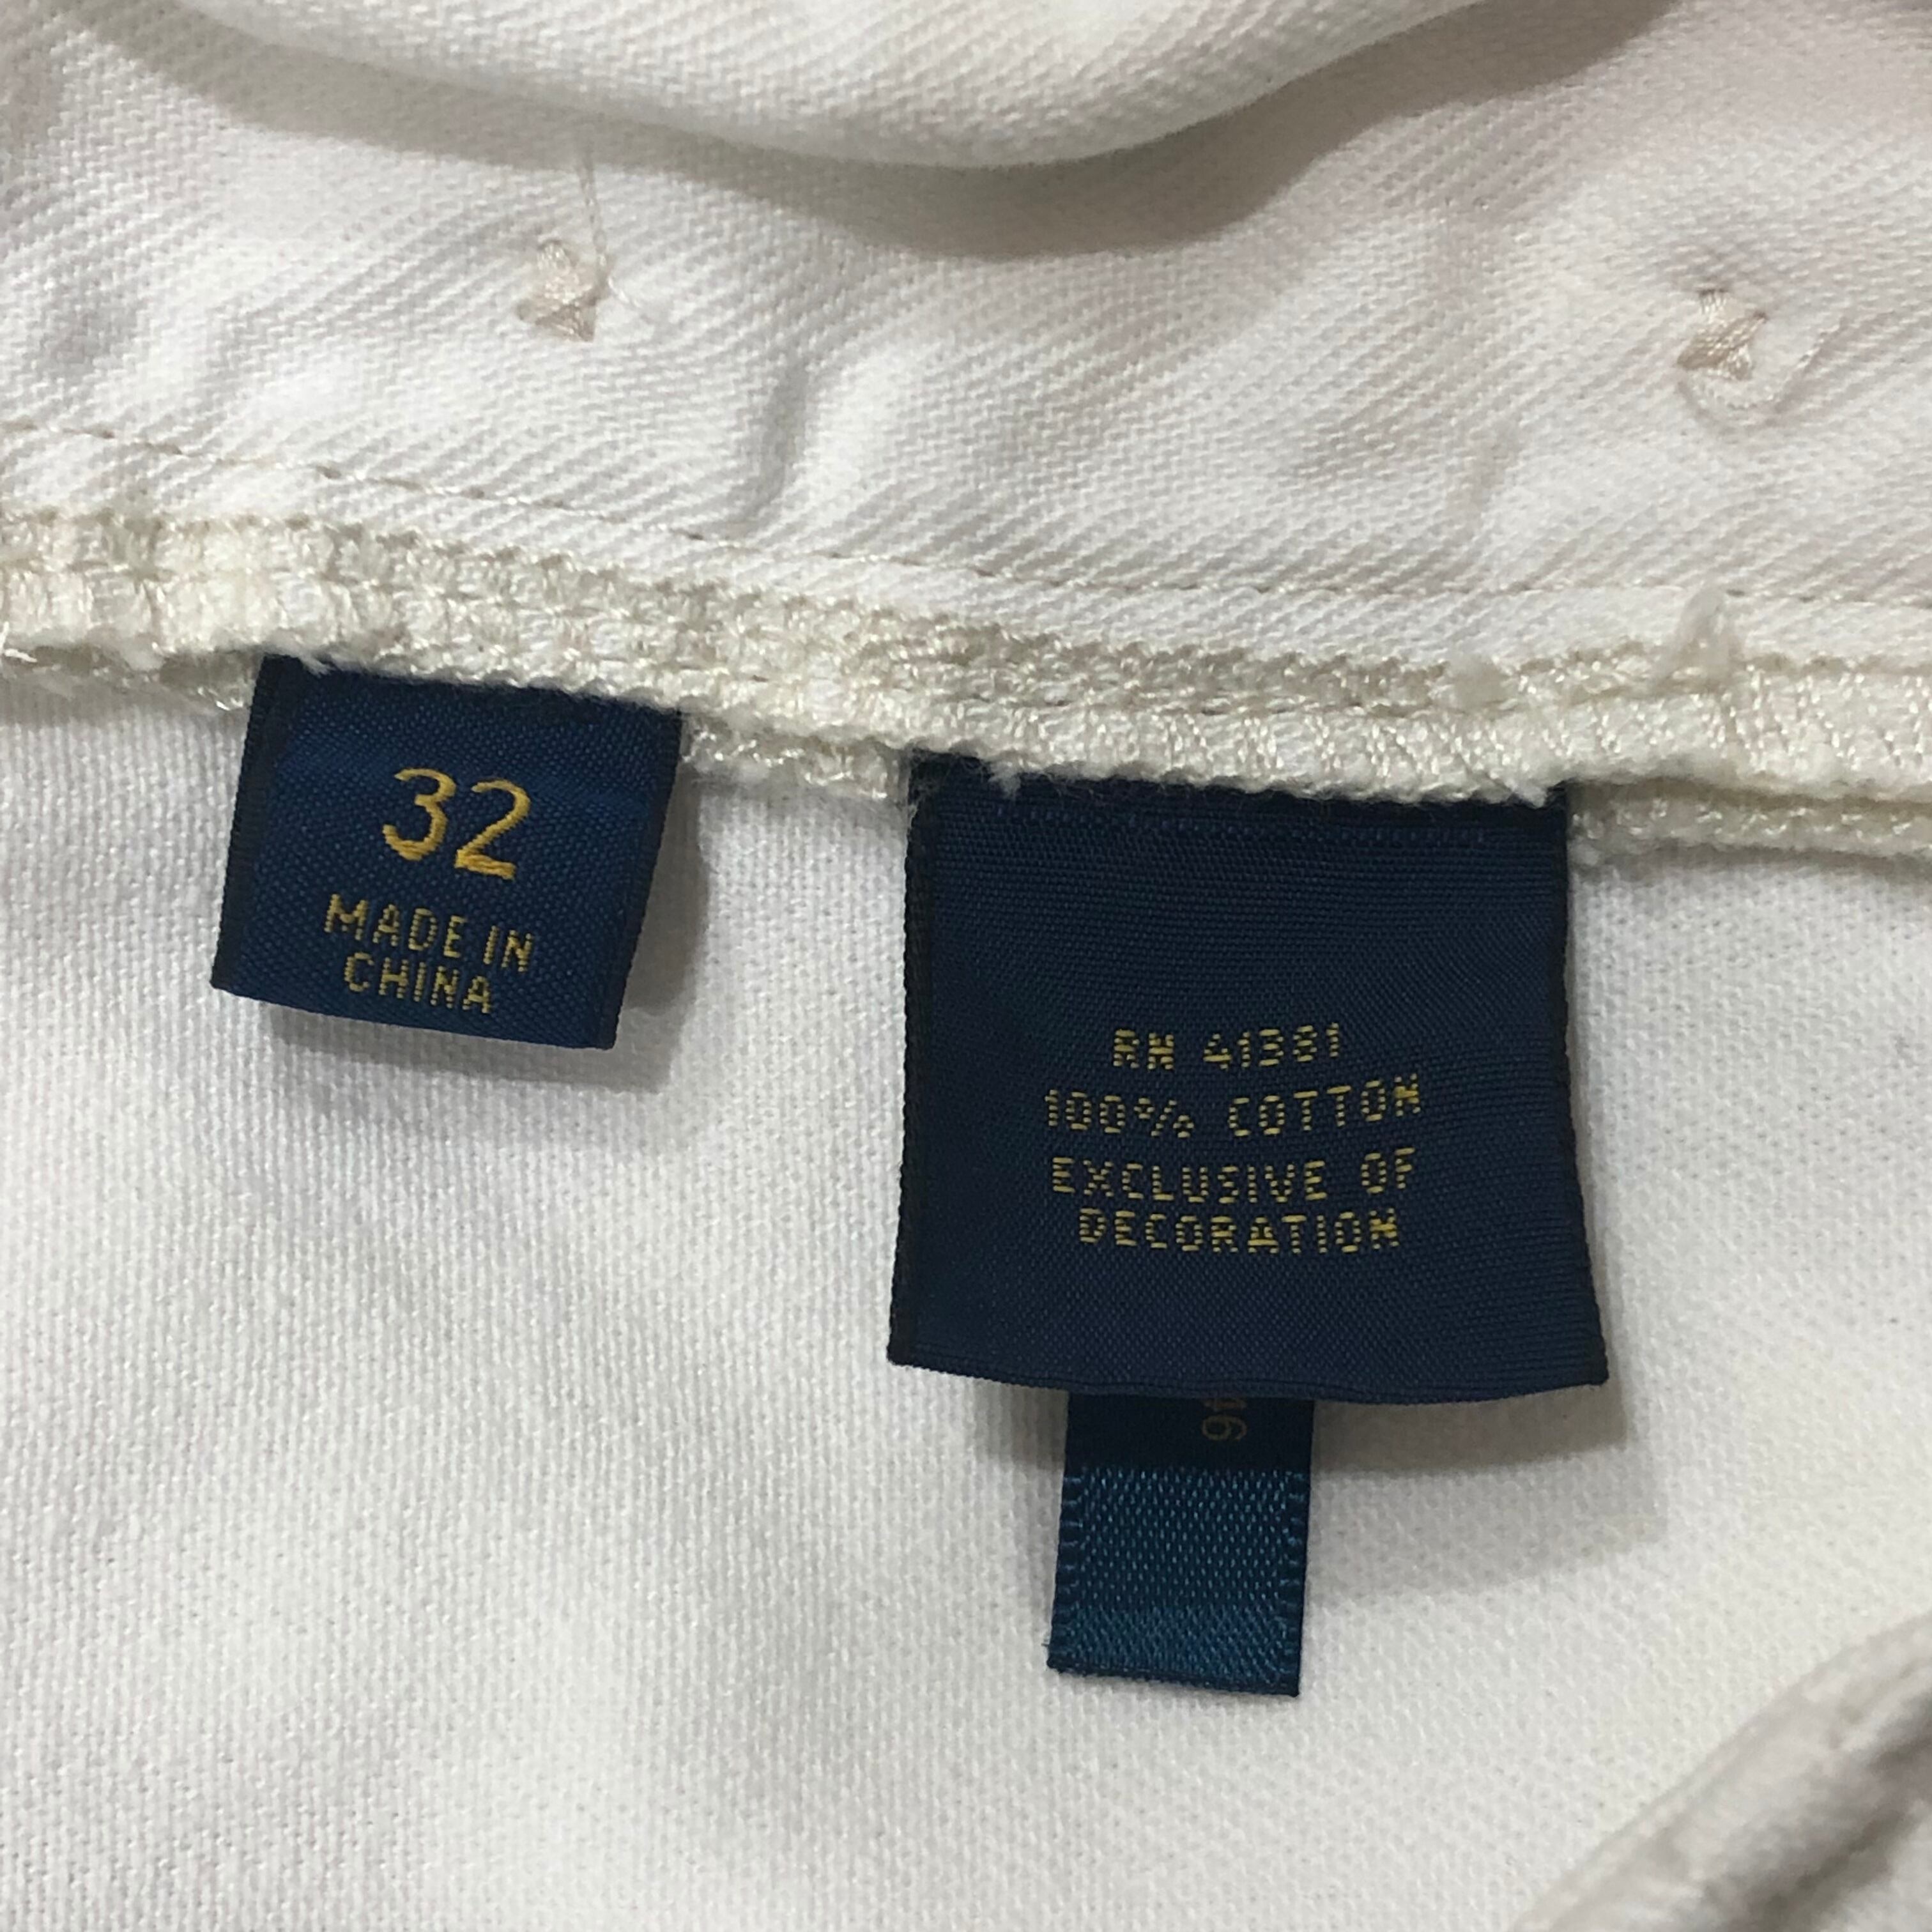 32
MADE IN
CHINA
RN 41381
100% COTTON
EXCLUSIVE OF
DECORATION